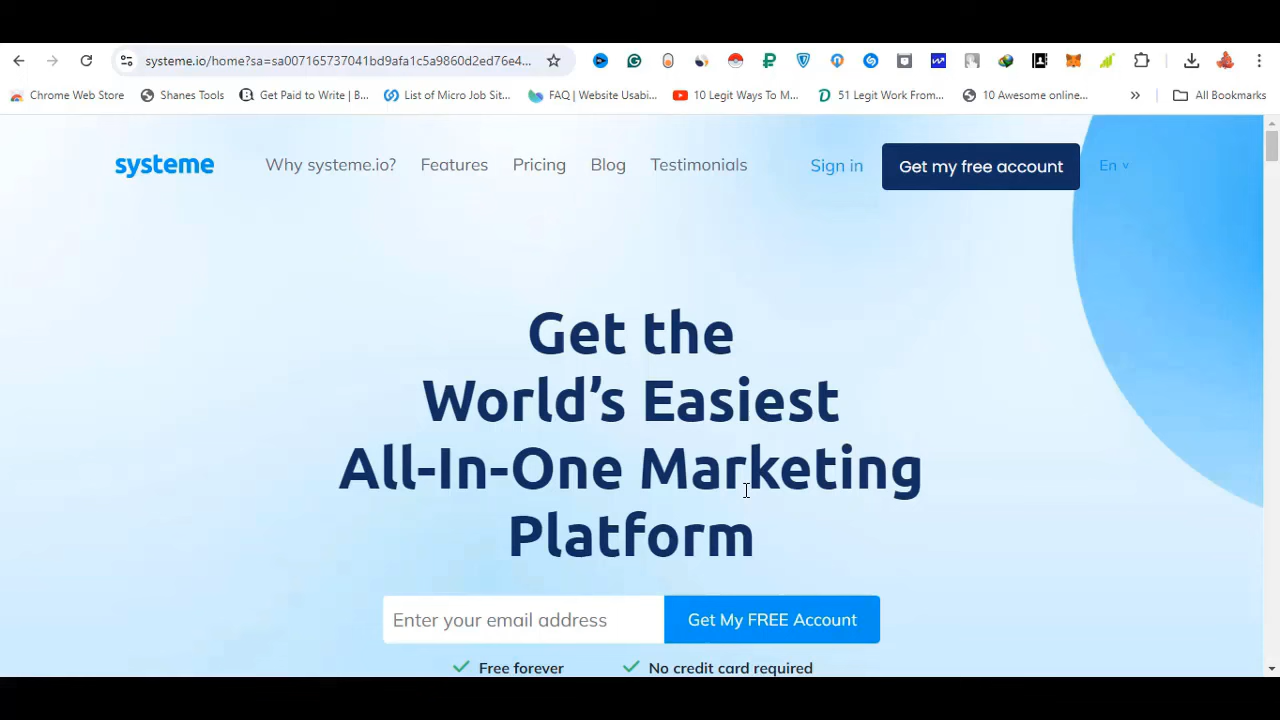 systeme.io/home?sa=sa007165737041bd9afa1c5a9860d2ed76e4...
Chrome Web Store
Shanes Tools
Get Paid to Write | B...
List of Micro Job Sit...
FAQ | Website Usabi...
10 Legit Ways To M...
51 Legit Work From...
10 Awesome online...
All Bookmarks
systeme
Why systeme.io?
Features
Pricing
Blog
Testimonials
Sign in
Get my free account
En
Get the
World's Easiest
All-In-One Marketing
Platform
Enter your email address
Get My FREE Account
Free forever
No credit card required